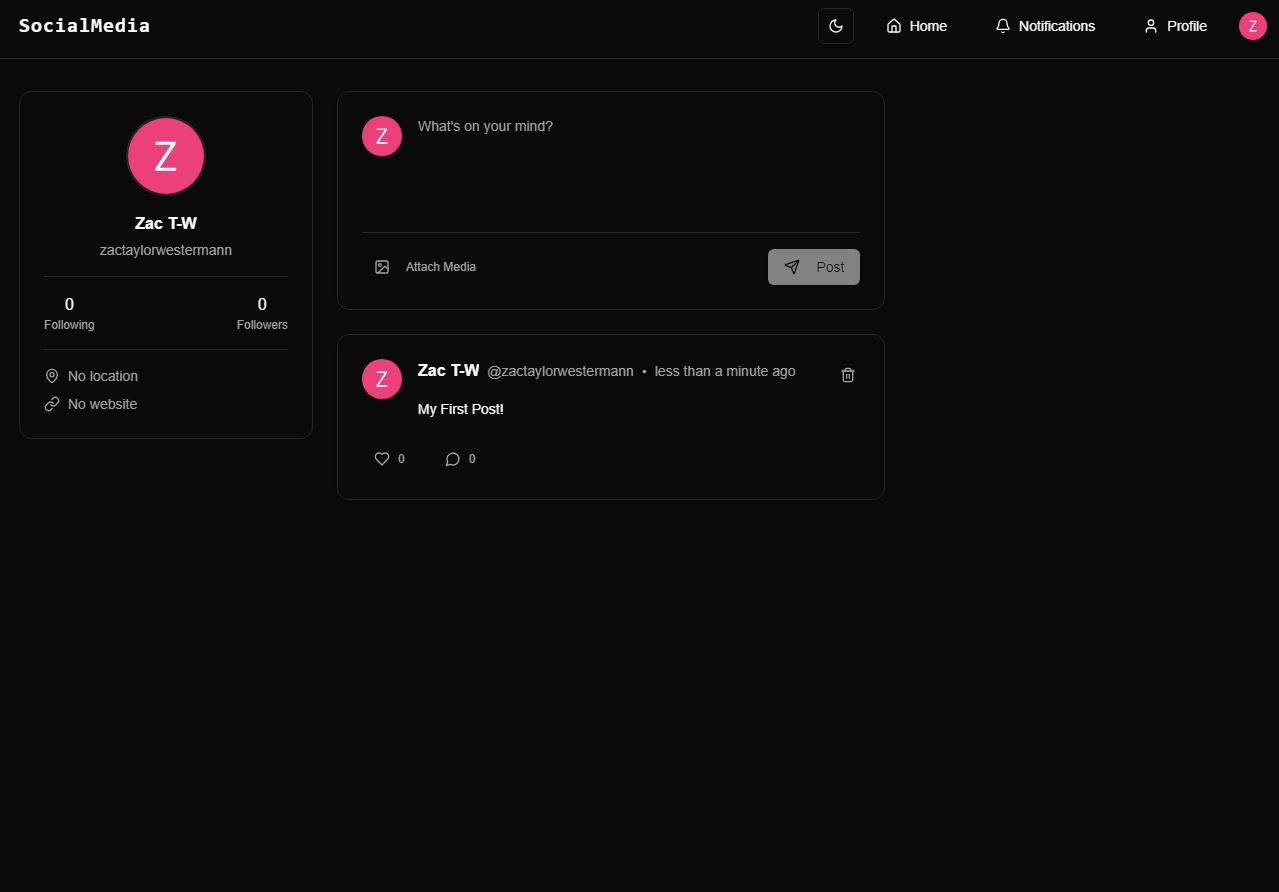 SocialMedia
Home
Notifications
Profile
Z
Z
Zac T-W
zactaylorwestermann
0
Following
0
Followers
No location
No website
Z
What's on your mind?
Attach Media
Post
Z
Zac T-W @zactaylorwestermann • less than a minute ago
My First Post!
0
0